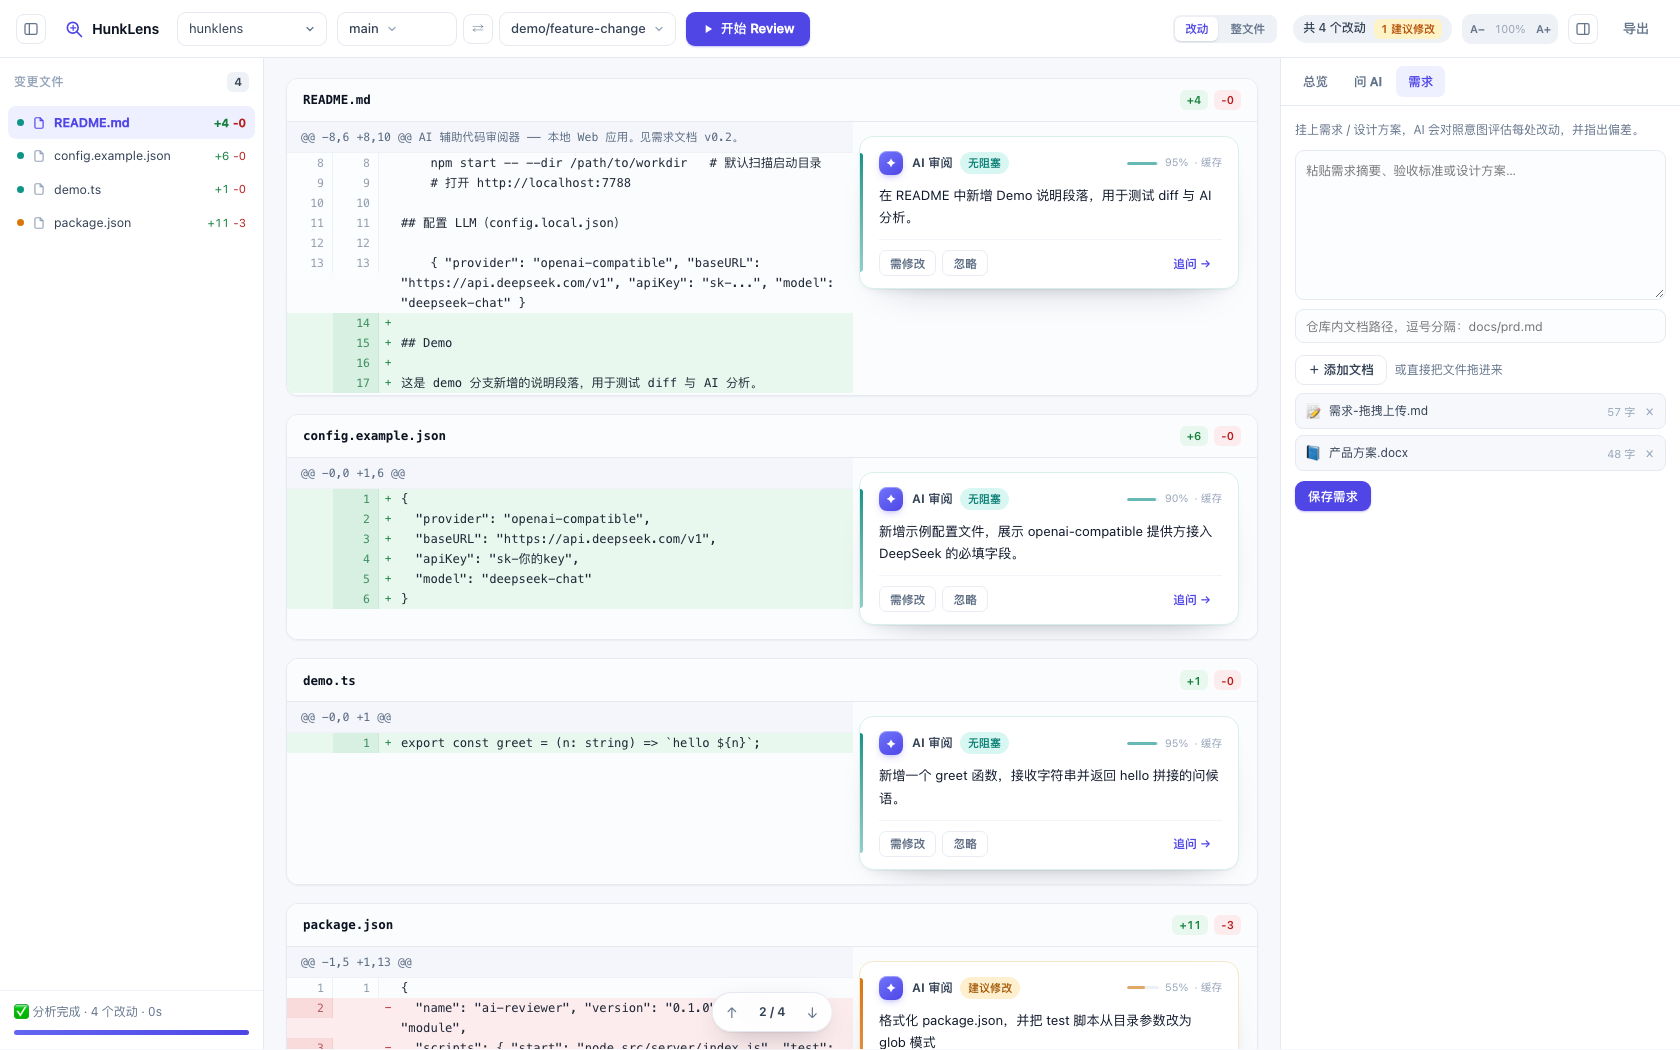 HunkLens
hunklens
main
demo/feature-change
开始 Review
改动
整文件
共 4 个改动
1 建议修改
A−
100%
A+
导出
变更文件
4
README.md
+4 -0
config.example.json
+6 -0
demo.ts
+1 -0
package.json
+11 -3
✅ 分析完成 · 4 个改动 · 0s
README.md
+4
-0
@@ −8,6 +8,10 @@ AI 辅助代码审阅器 —— 本地 Web 应用。见需求文档 v0.2。
8 8 npm start -- --dir /path/to/workdir # 默认扫描启动目录
9 9 # 打开 http://localhost:7788
10 10
11 11 ## 配置 LLM（config.local.json）
12 12
13 13 { "provider": "openai-compatible", "baseURL":
"https://api.deepseek.com/v1", "apiKey": "sk-...", "model":
"deepseek-chat" }
14 +
15 + ## Demo
16 +
17 + 这是 demo 分支新增的说明段落，用于测试 diff 与 AI 分析。
AI 审阅
无阻塞
95%
· 缓存
在 README 中新增 Demo 说明段落，用于测试 diff 与 AI
分析。
需修改
忽略
追问 →
config.example.json
+6
-0
@@ −0,0 +1,6 @@
1 + {
2 + "provider": "openai-compatible",
3 + "baseURL": "https://api.deepseek.com/v1",
4 + "apiKey": "sk-你的key",
5 + "model": "deepseek-chat"
6 + }
AI 审阅
无阻塞
90%
· 缓存
新增示例配置文件，展示 openai-compatible 提供方接入
DeepSeek 的必填字段。
需修改
忽略
追问 →
demo.ts
+1
-0
@@ −0,0 +1 @@
1 + export const greet = (n: string) => `hello ${n}`;
AI 审阅
无阻塞
95%
· 缓存
新增一个 greet 函数，接收字符串并返回 hello 拼接的问候
语。
需修改
忽略
追问 →
package.json
+11
-3
@@ −1,5 +1,13 @@
1 1 {
2 − "name": "ai-reviewer", "version": "0.1.0"
"module",
3 − "scripts": { "start": "node src/server/index.js", "test":
↑ 2 / 4 ↓
AI 审阅
建议修改
55%
· 缓存
格式化 package.json，并把 test 脚本从目录参数改为
glob 模式
总览
问 AI
需求
挂上需求 / 设计方案，AI 会对照意图评估每处改动，并指出偏差。
粘贴需求摘要、验收标准或设计方案…
仓库内文档路径，逗号分隔：docs/prd.md
+ 添加文档
或直接把文件拖进来
需求-拖拽上传.md
57 字 ×
产品方案.docx
48 字 ×
保存需求